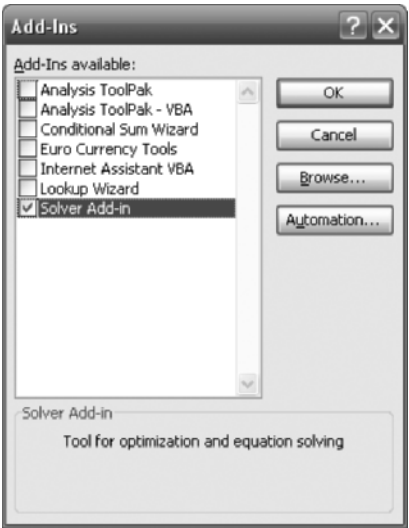 Add-Ins
Add-Ins available:
Analysis ToolPak
Analysis ToolPak - VBA
Conditional Sum Wizard
Euro Currency Tools
Internet Assistant VBA
Lookup Wizard
Solver Add-in
OK
Cancel
Browse...
Automation...
Solver Add-in
Tool for optimization and equation solving